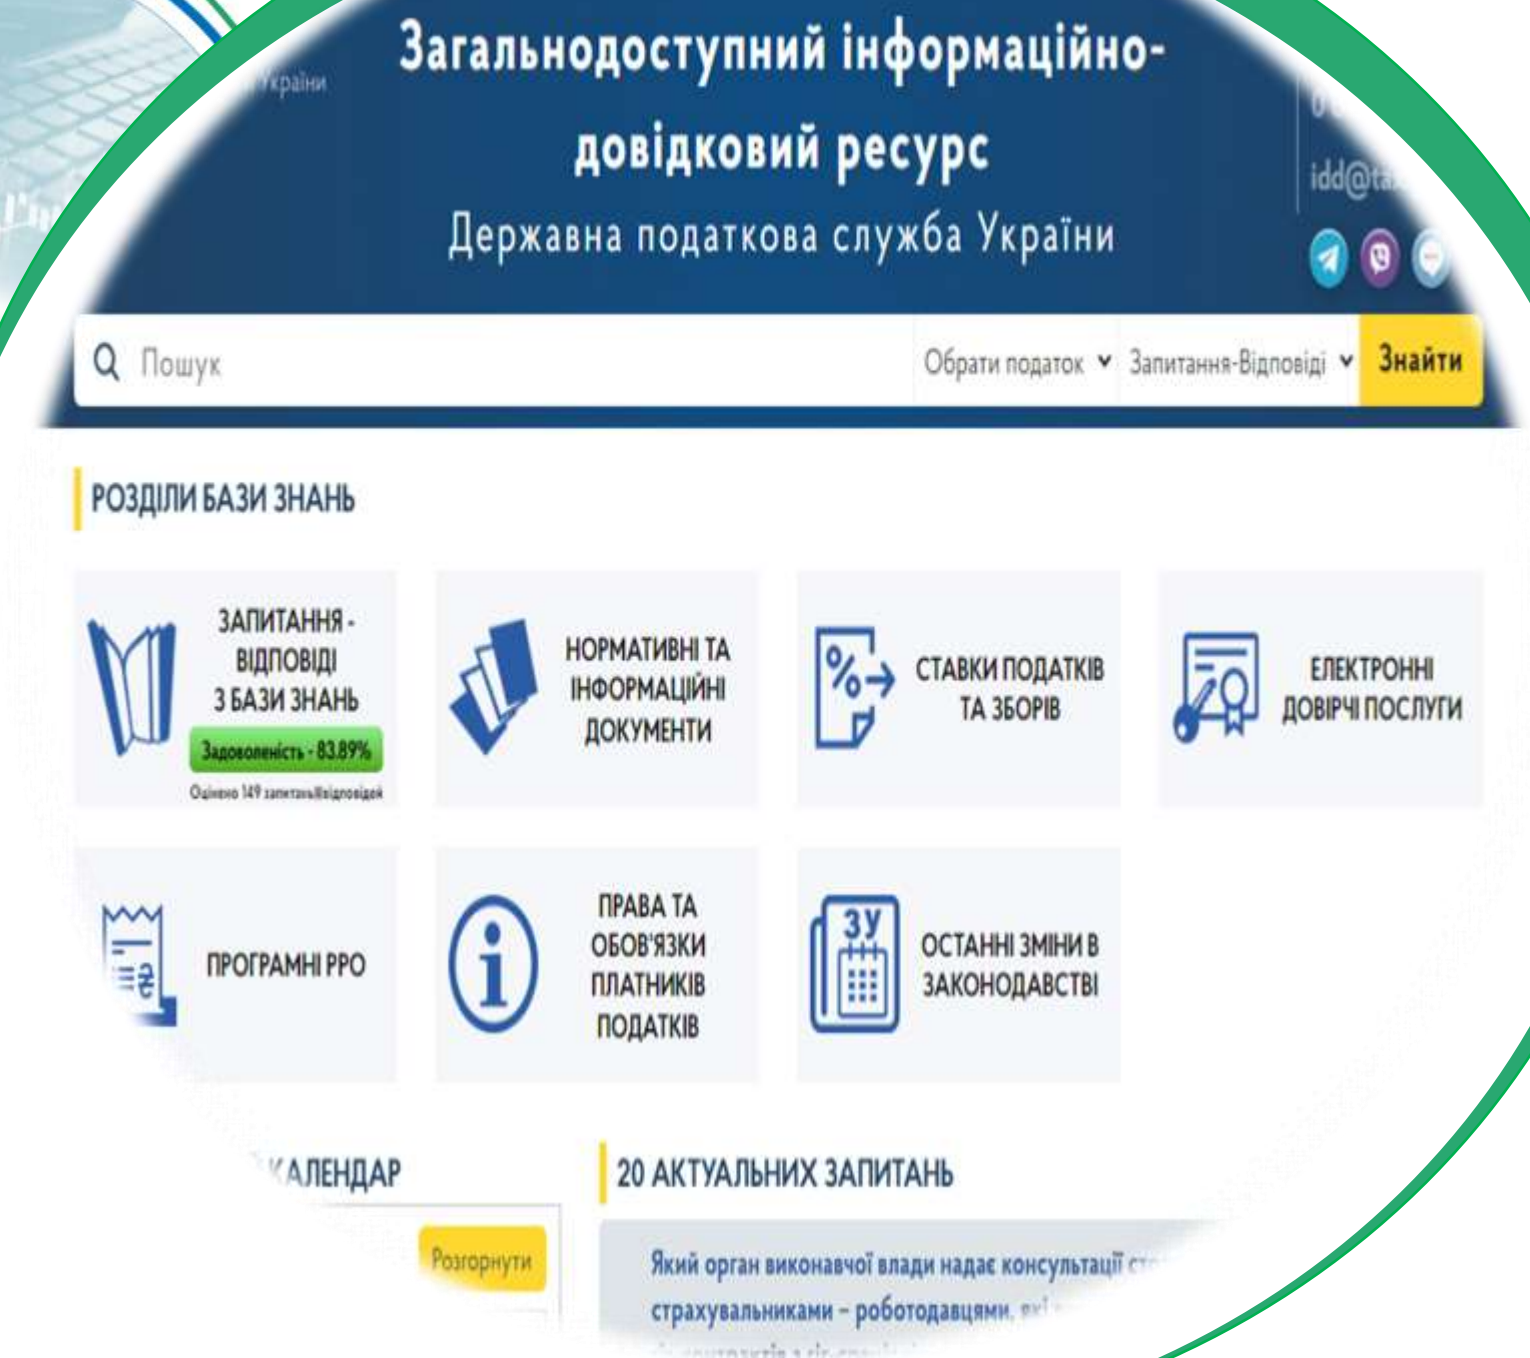 України
Загальнодоступний інформаційно-
довідковий ресурс
Державна податкова служба України
Пошук
Обрати податок
Запитання-Відповіді
Знайти
РОЗДІЛИ БАЗИ ЗНАНЬ
ЗАПИТАННЯ -
ВІДПОВІДІ
З БАЗИ ЗНАНЬ
Задоволеність - 83.89%
Оцінено 149
НОРМАТИВНІ ТА
ІНФОРМАЦІЙНІ
ДОКУМЕНТИ
СТАВКИ ПОДАТКІВ
ТА ЗБОРІВ
ЕЛЕКТРОННІ
ДОВІРЧІ ПОСЛУГИ
ПРОГРАМНІ РРО
ПРАВА ТА
ОБОВ'ЯЗКИ
ПЛАТНИКІВ
ПОДАТКІВ
ЗУ
ОСТАННІ ЗМІНИ В
ЗАКОНОДАВСТВІ
КАЛЕНДАР
Розгорнути
20 АКТУАЛЬНИХ ЗАПИТАНЬ
Який орган виконавчої влади надає консультації
страхувальниками – роботодавцями,